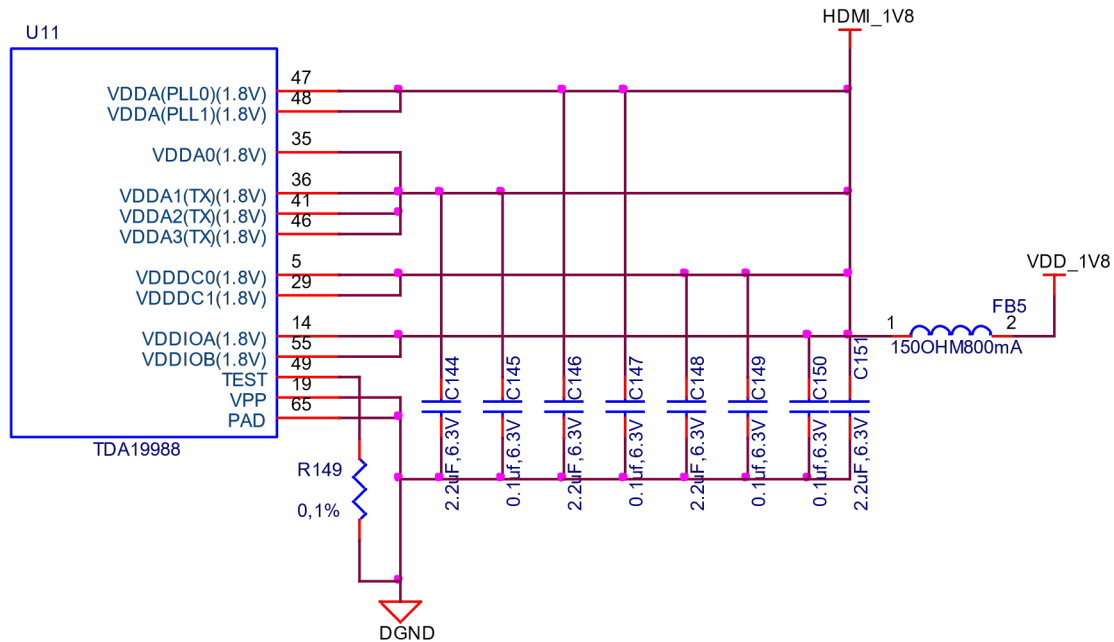 HDMI_1V8
U11
47
VDDA(PLL0)(1.8V)
48
VDDA(PLL1)(1.8V)
35
VDDA0(1.8V)
36
VDDA1(TX)(1.8V)
41
VDDA2(TX)(1.8V)
46
VDDA3(TX)(1.8V)
5
VDDDC0(1.8V)
29
VDDDC1(1.8V)
VDD_1V8
FB5
14
VDDIOA(1.8V)
1
2
150OHM800mA
55
VDDIOB(1.8V)
49
TEST
19
VPP
65
PAD
TDA19988
C144
2.2uF,6.3V
C145
0.1uf,6.3V
C146
2.2uF,6.3V
C147
0.1uf,6.3V
C148
2.2uF,6.3V
C149
0.1uf,6.3V
C150
0.1uf,6.3V
C151
2.2uF,6.3V
R149
0,1%
DGND